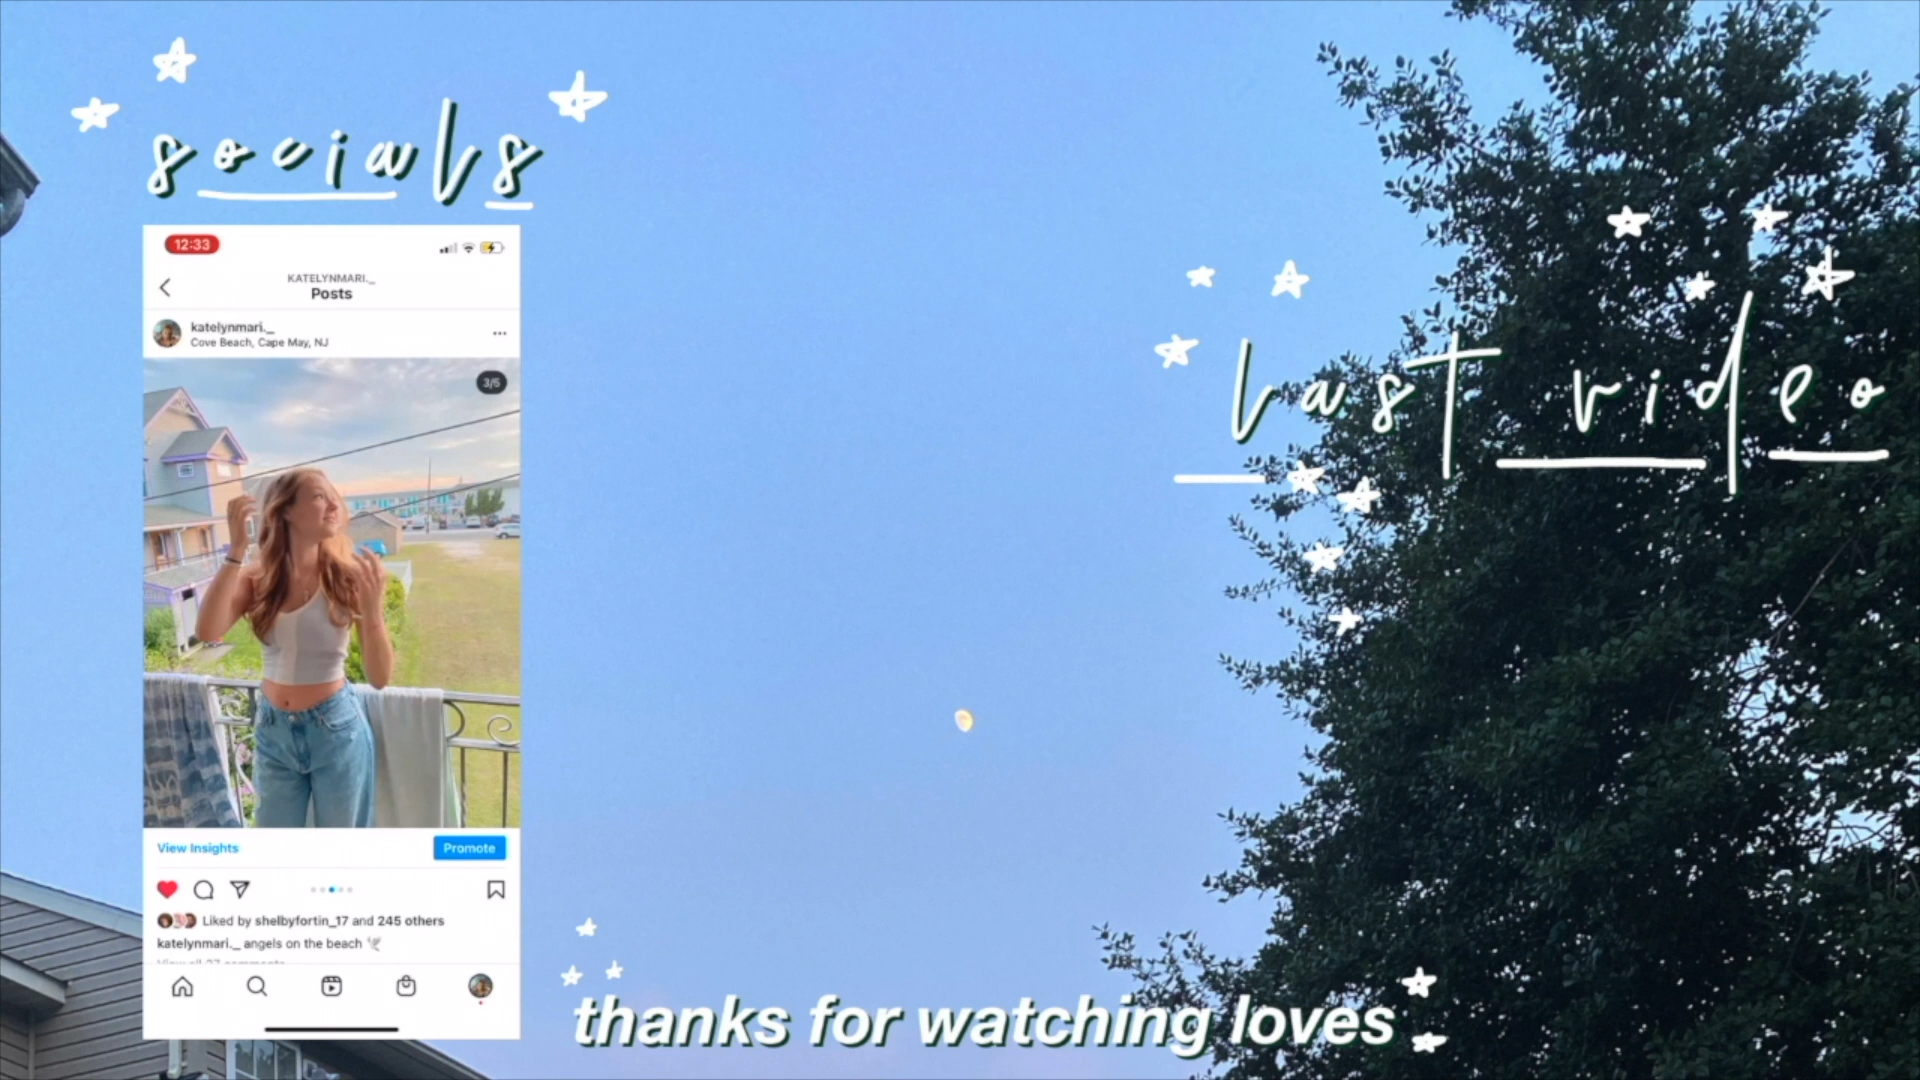 socials
12:33
KATELYNMARI._
Posts
katelynmari._
Cove Beach, Cape May, NJ
3/5
last video
View Insights
Promote
Liked by shelbyfortin_17 and 245 others
katelynmari._ angels on the beach
thanks for watching loves